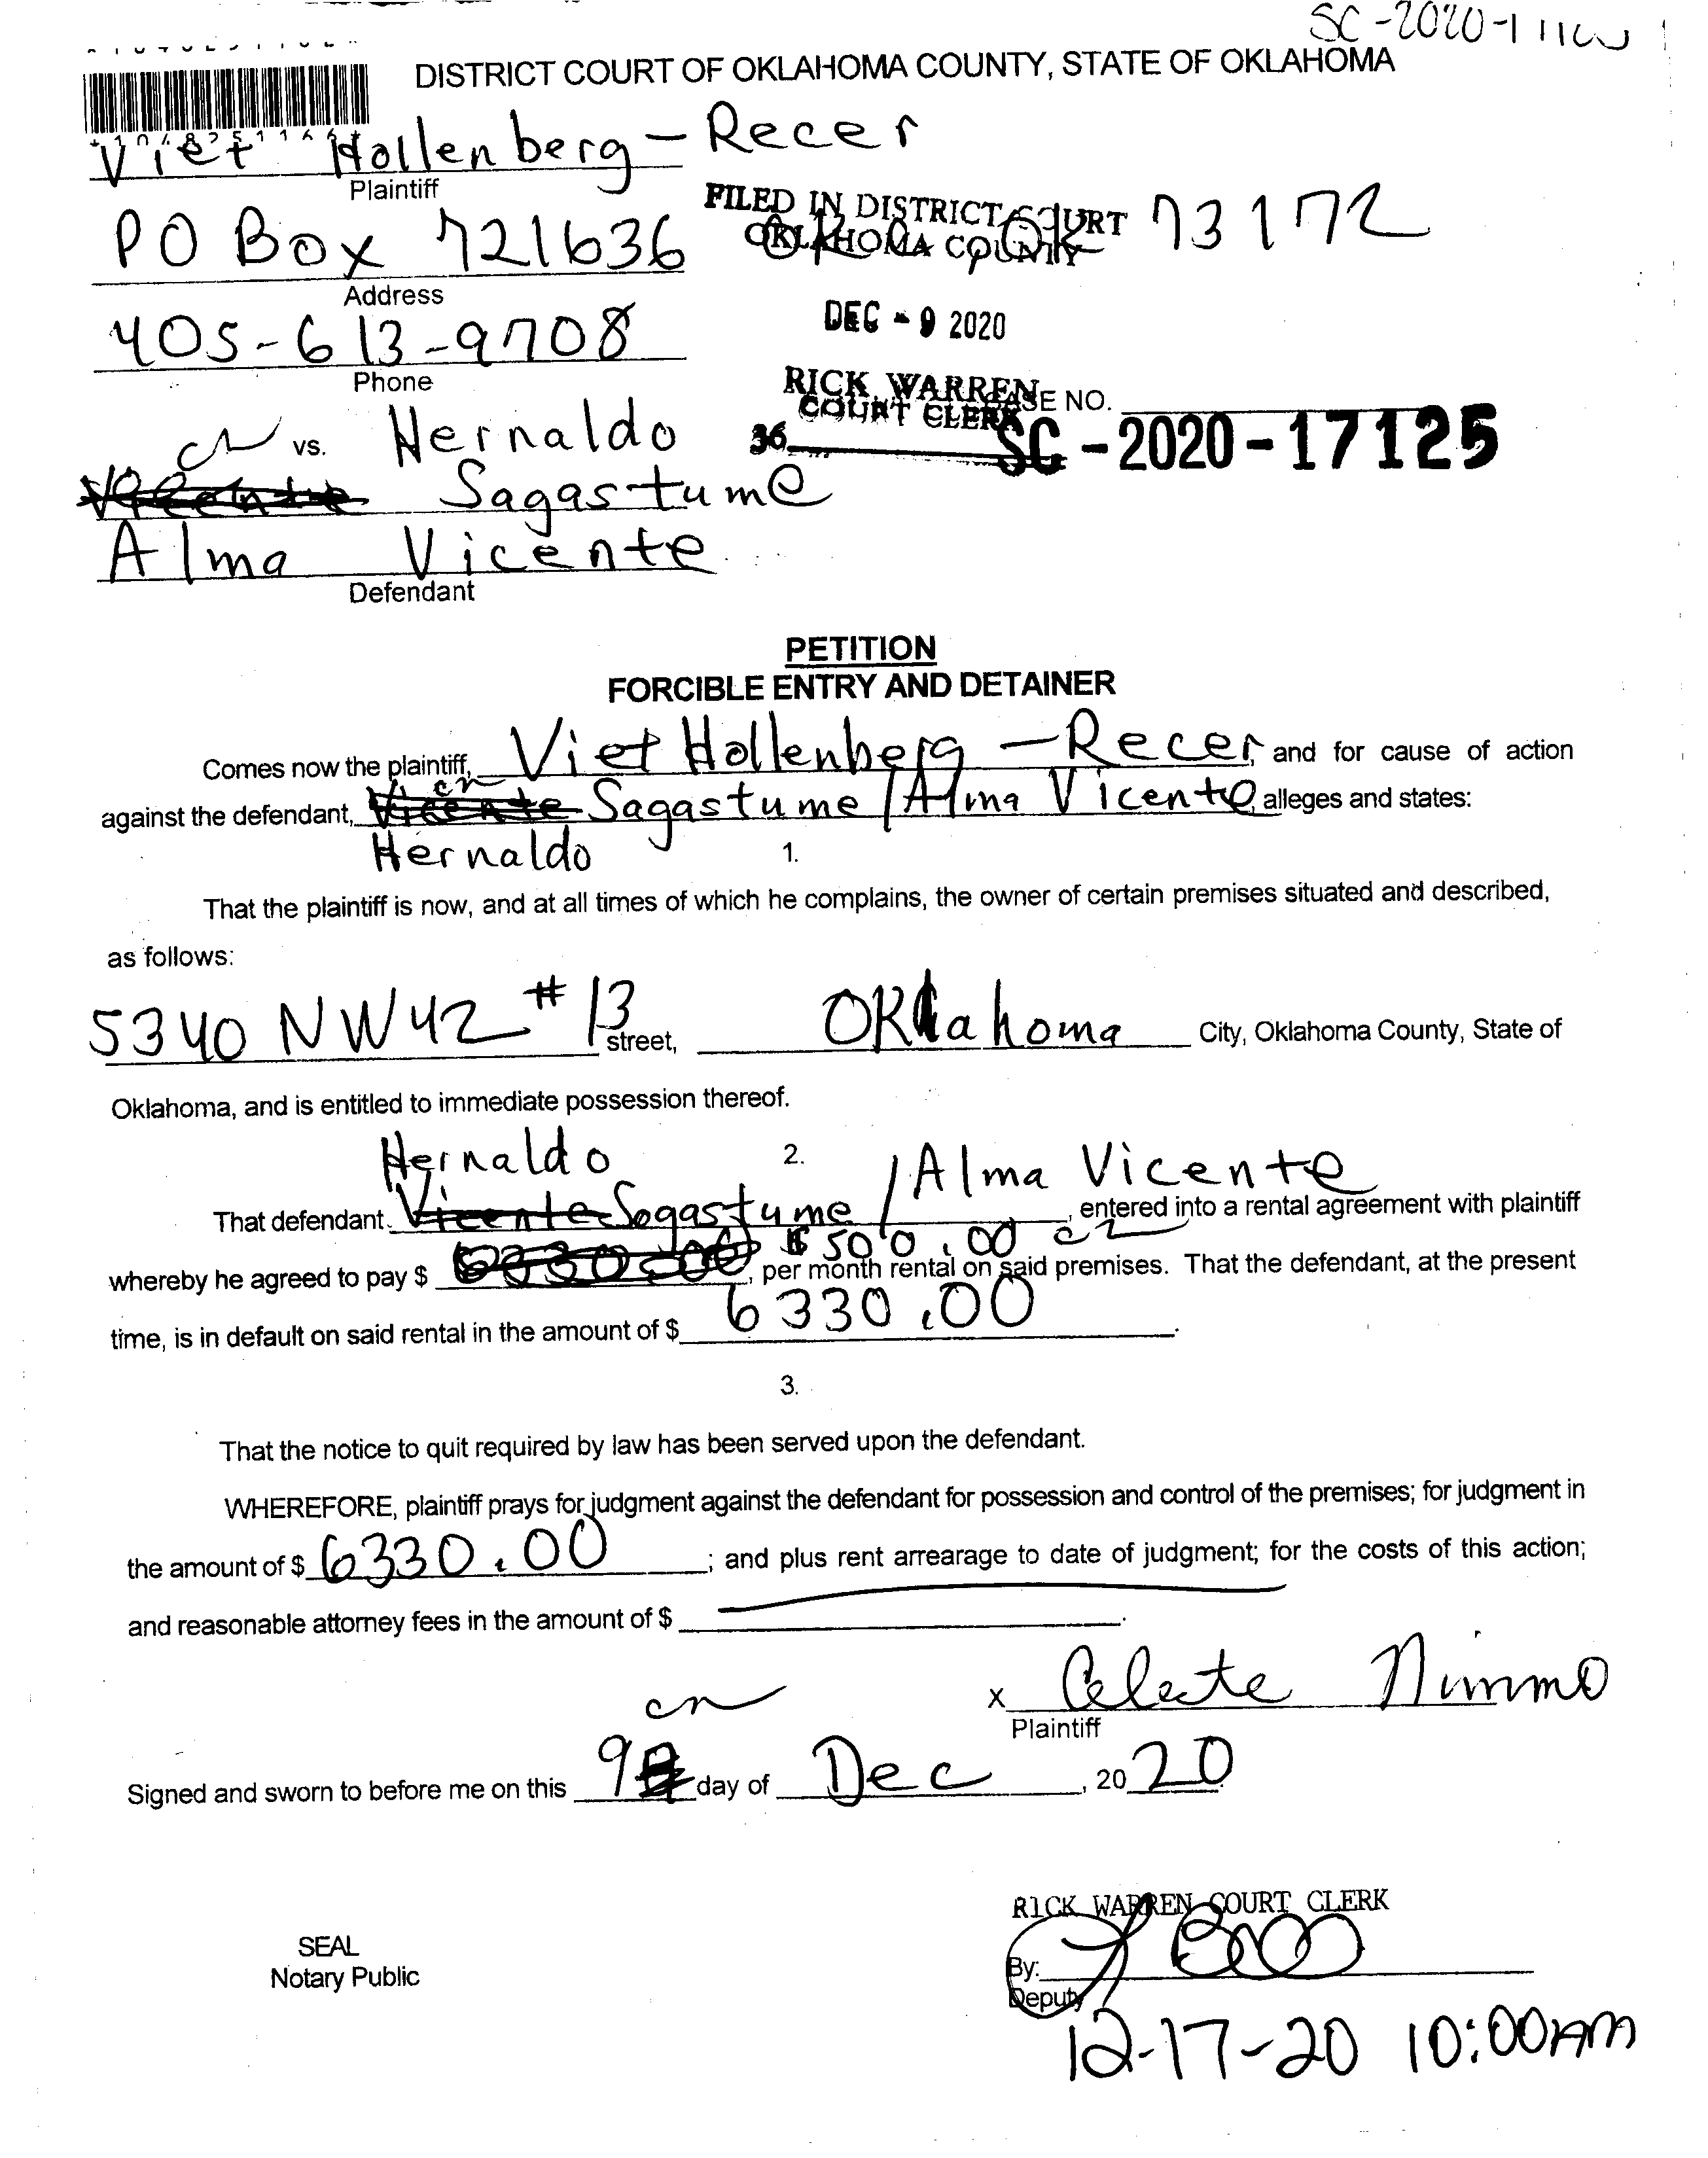 DISTRICT COURT OF OKLAHOMA COUNTY, STATE OF OKLAHOMA
Viet Hollenberg - Recer
Plaintiff
FILED IN DISTRICT COURT
OKLAHOMA COUNTY
PO Box 721636 Okla, OK 73172
Address
DEC - 9 2020
405-613-9708
Phone
RICK WARREN
COURT CLERK
CASE NO.
36
SC - 2020 - 17125
cn vs. Hernaldo
Vicente Sagastume
Alma Vicente
Defendant
PETITION
FORCIBLE ENTRY AND DETAINER
Comes now the plaintiff, Viet Hollenberg - Recer, and for cause of action
cn
against the defendant, Vicente Sagastume / Alma Vicente, alleges and states:
Hernaldo
1.
That the plaintiff is now, and at all times of which he complains, the owner of certain premises situated and described,
as follows:
5340 NW 42 # 13 street, Oklahoma City, Oklahoma County, State of
Oklahoma, and is entitled to immediate possession thereof.
2.
Hernaldo / Alma Vicente
That defendant Vicente Sagastume, entered into a rental agreement with plaintiff
$ 500.00 cn
whereby he agreed to pay $ 6330.00, per month rental on said premises. That the defendant, at the present
time, is in default on said rental in the amount of $ 6330.00.
3.
That the notice to quit required by law has been served upon the defendant.
WHEREFORE, plaintiff prays for judgment against the defendant for possession and control of the premises; for judgment in
the amount of $ 6330.00; and plus rent arrearage to date of judgment; for the costs of this action;
and reasonable attorney fees in the amount of $
x Celeste Nimmo
Plaintiff
cn
Signed and sworn to before me on this 9 day of Dec, 2020
RICK WARREN COURT CLERK
SEAL
Notary Public
By:
Deputy
12-17-20 10:00AM